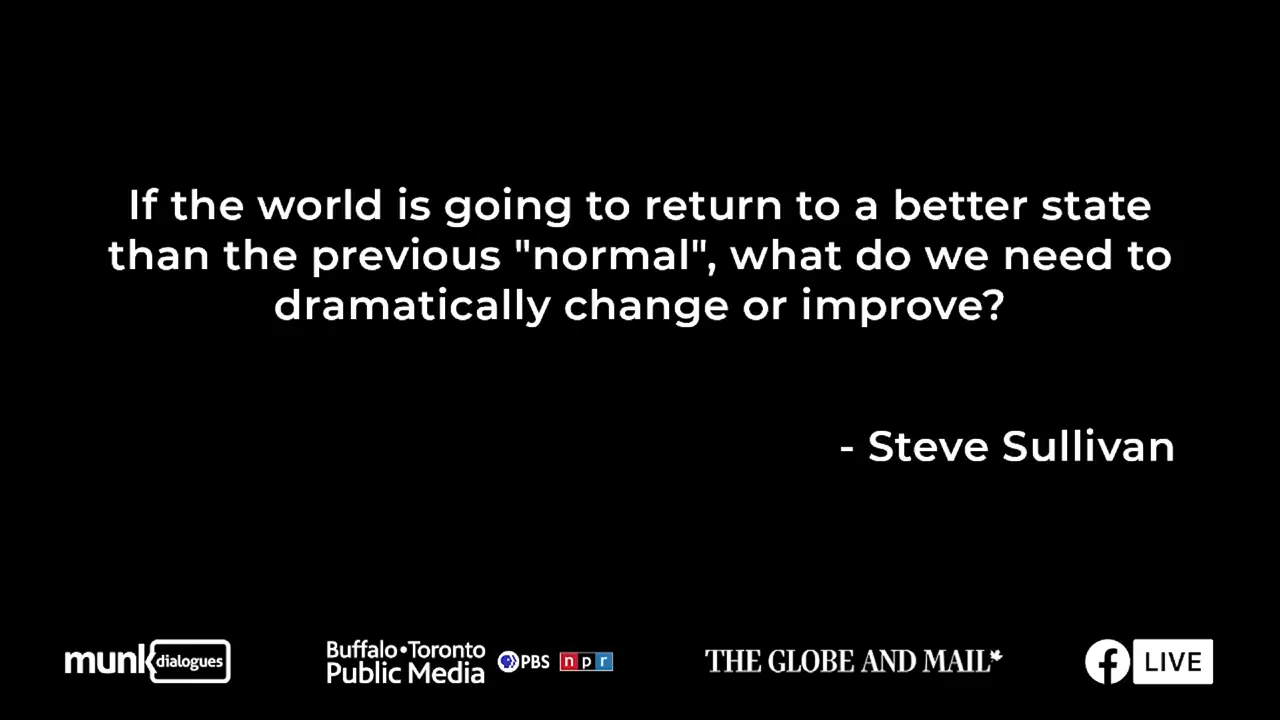 If the world is going to return to a better state
than the previous "normal", what do we need to
dramatically change or improve?
- Steve Sullivan
munk dialogues
Buffalo•Toronto
Public Media
PBS
npr
THE GLOBE AND MAIL
LIVE